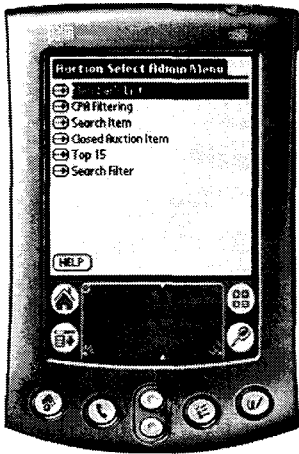 Auction Select Admin Menu
CPA Filtering
Search Item
Closed Auction Item
Top 15
Search Filter
HELP